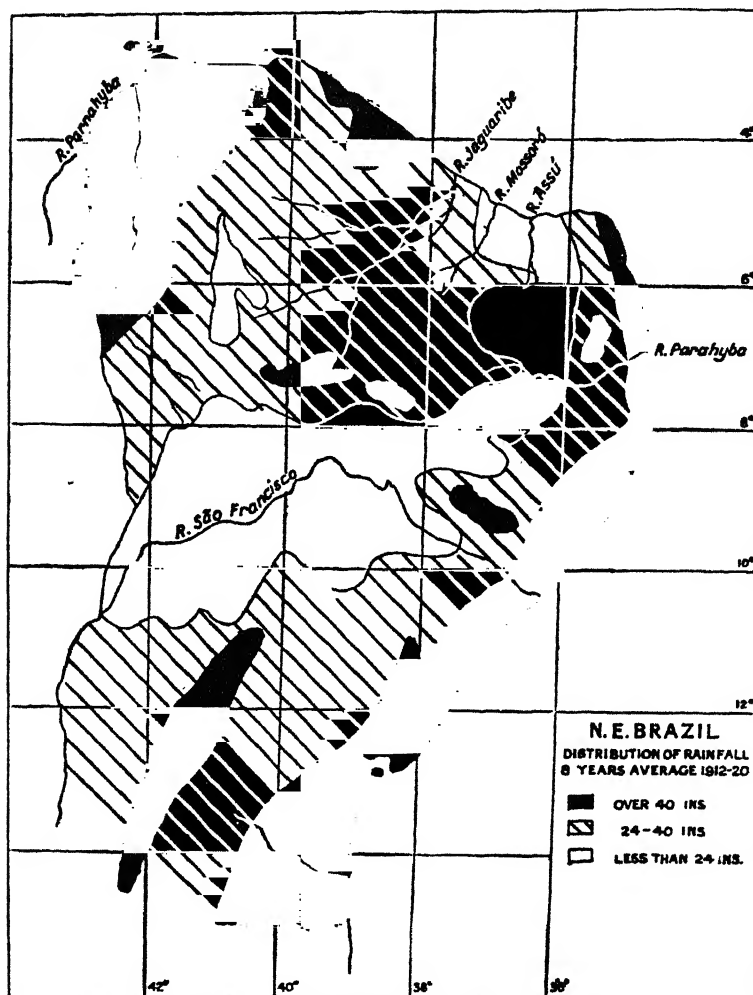 R. Parnahyba
R. Jaguaribe
R. Mossoró
R. Assú
4°
6°
R. Parahyba
8°
R. São Francisco
10°
12°
N. E. BRAZIL
DISTRIBUTION OF RAINFALL
8 YEARS AVERAGE 1912-20
OVER 40 INS
24-40 INS
LESS THAN 24 INS.
42°
40°
38°